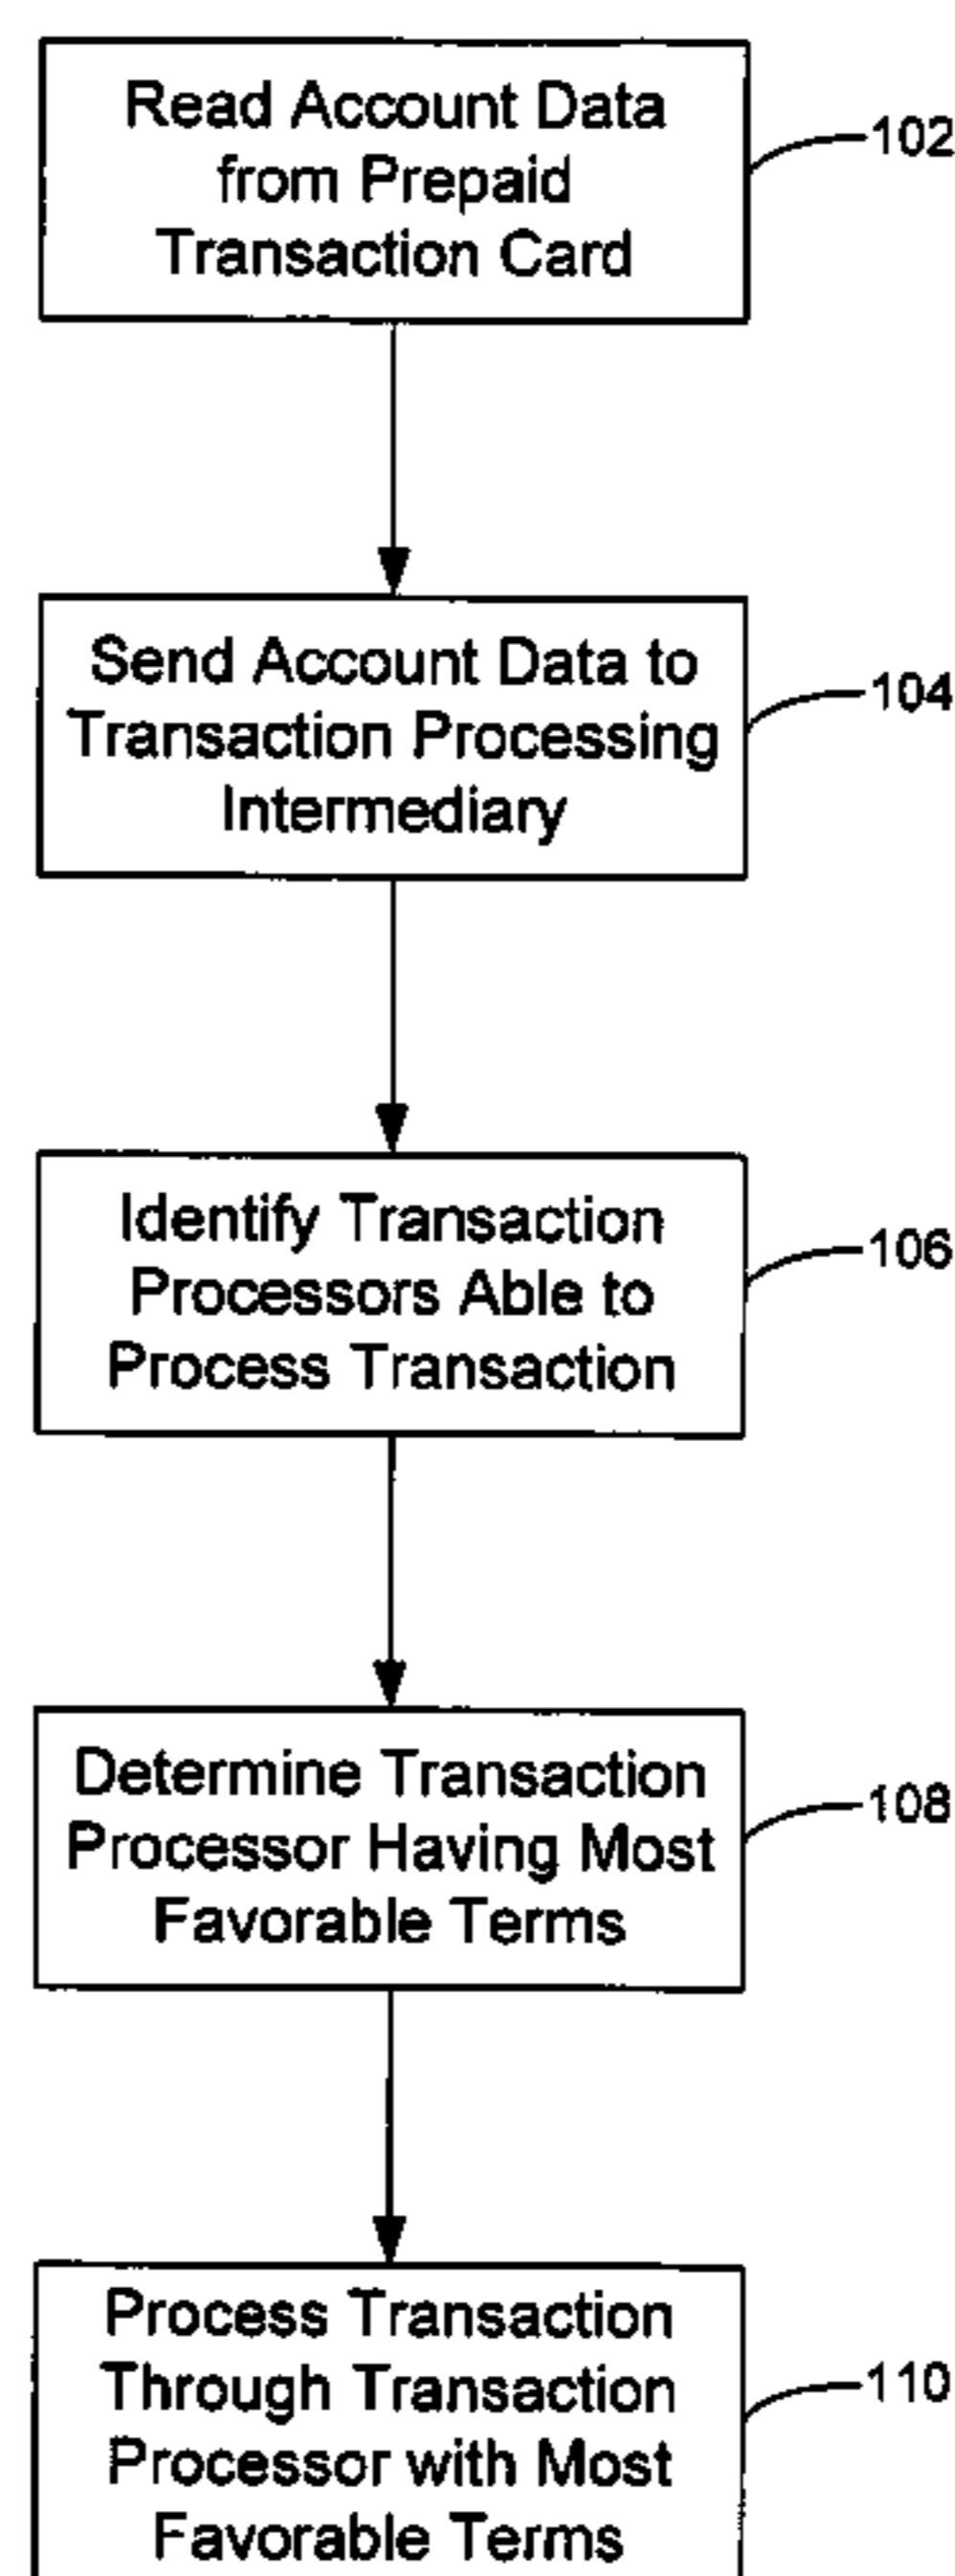 Read Account Data
from Prepaid
Transaction Card
102
Send Account Data to
Transaction Processing
Intermediary
104
Identify Transaction
Processors Able to
Process Transaction
106
Determine Transaction
Processor Having Most
Favorable Terms
108
Process Transaction
Through Transaction
Processor with Most
Favorable Terms
110